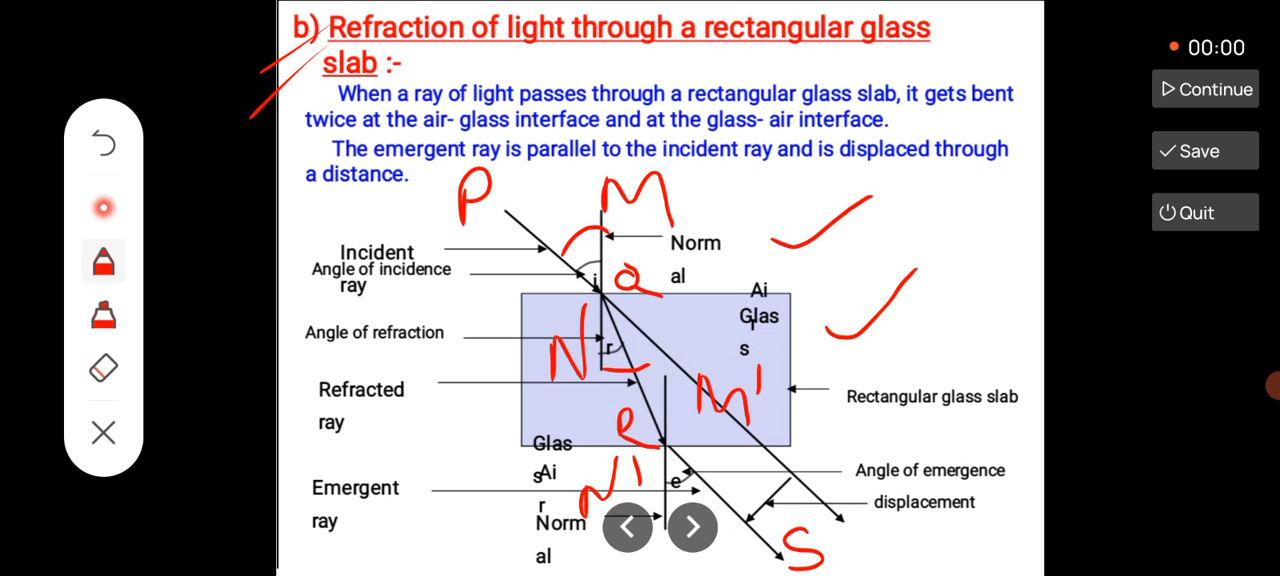 b) Refraction of light through a rectangular glass
slab :-
When a ray of light passes through a rectangular glass slab, it gets bent
twice at the air- glass interface and at the glass- air interface.
The emergent ray is parallel to the incident ray and is displaced through
a distance.
P
M
Incident
ray
Norm
al
Angle of incidence
i
Q
Ai
r
Glas
s
Angle of refraction
N
r
Refracted
ray
M'
Rectangular glass slab
R
Glas
s
Ai
r
N'
e
Angle of emergence
Emergent
ray
displacement
Norm
al
S
00:00
Continue
Save
Quit